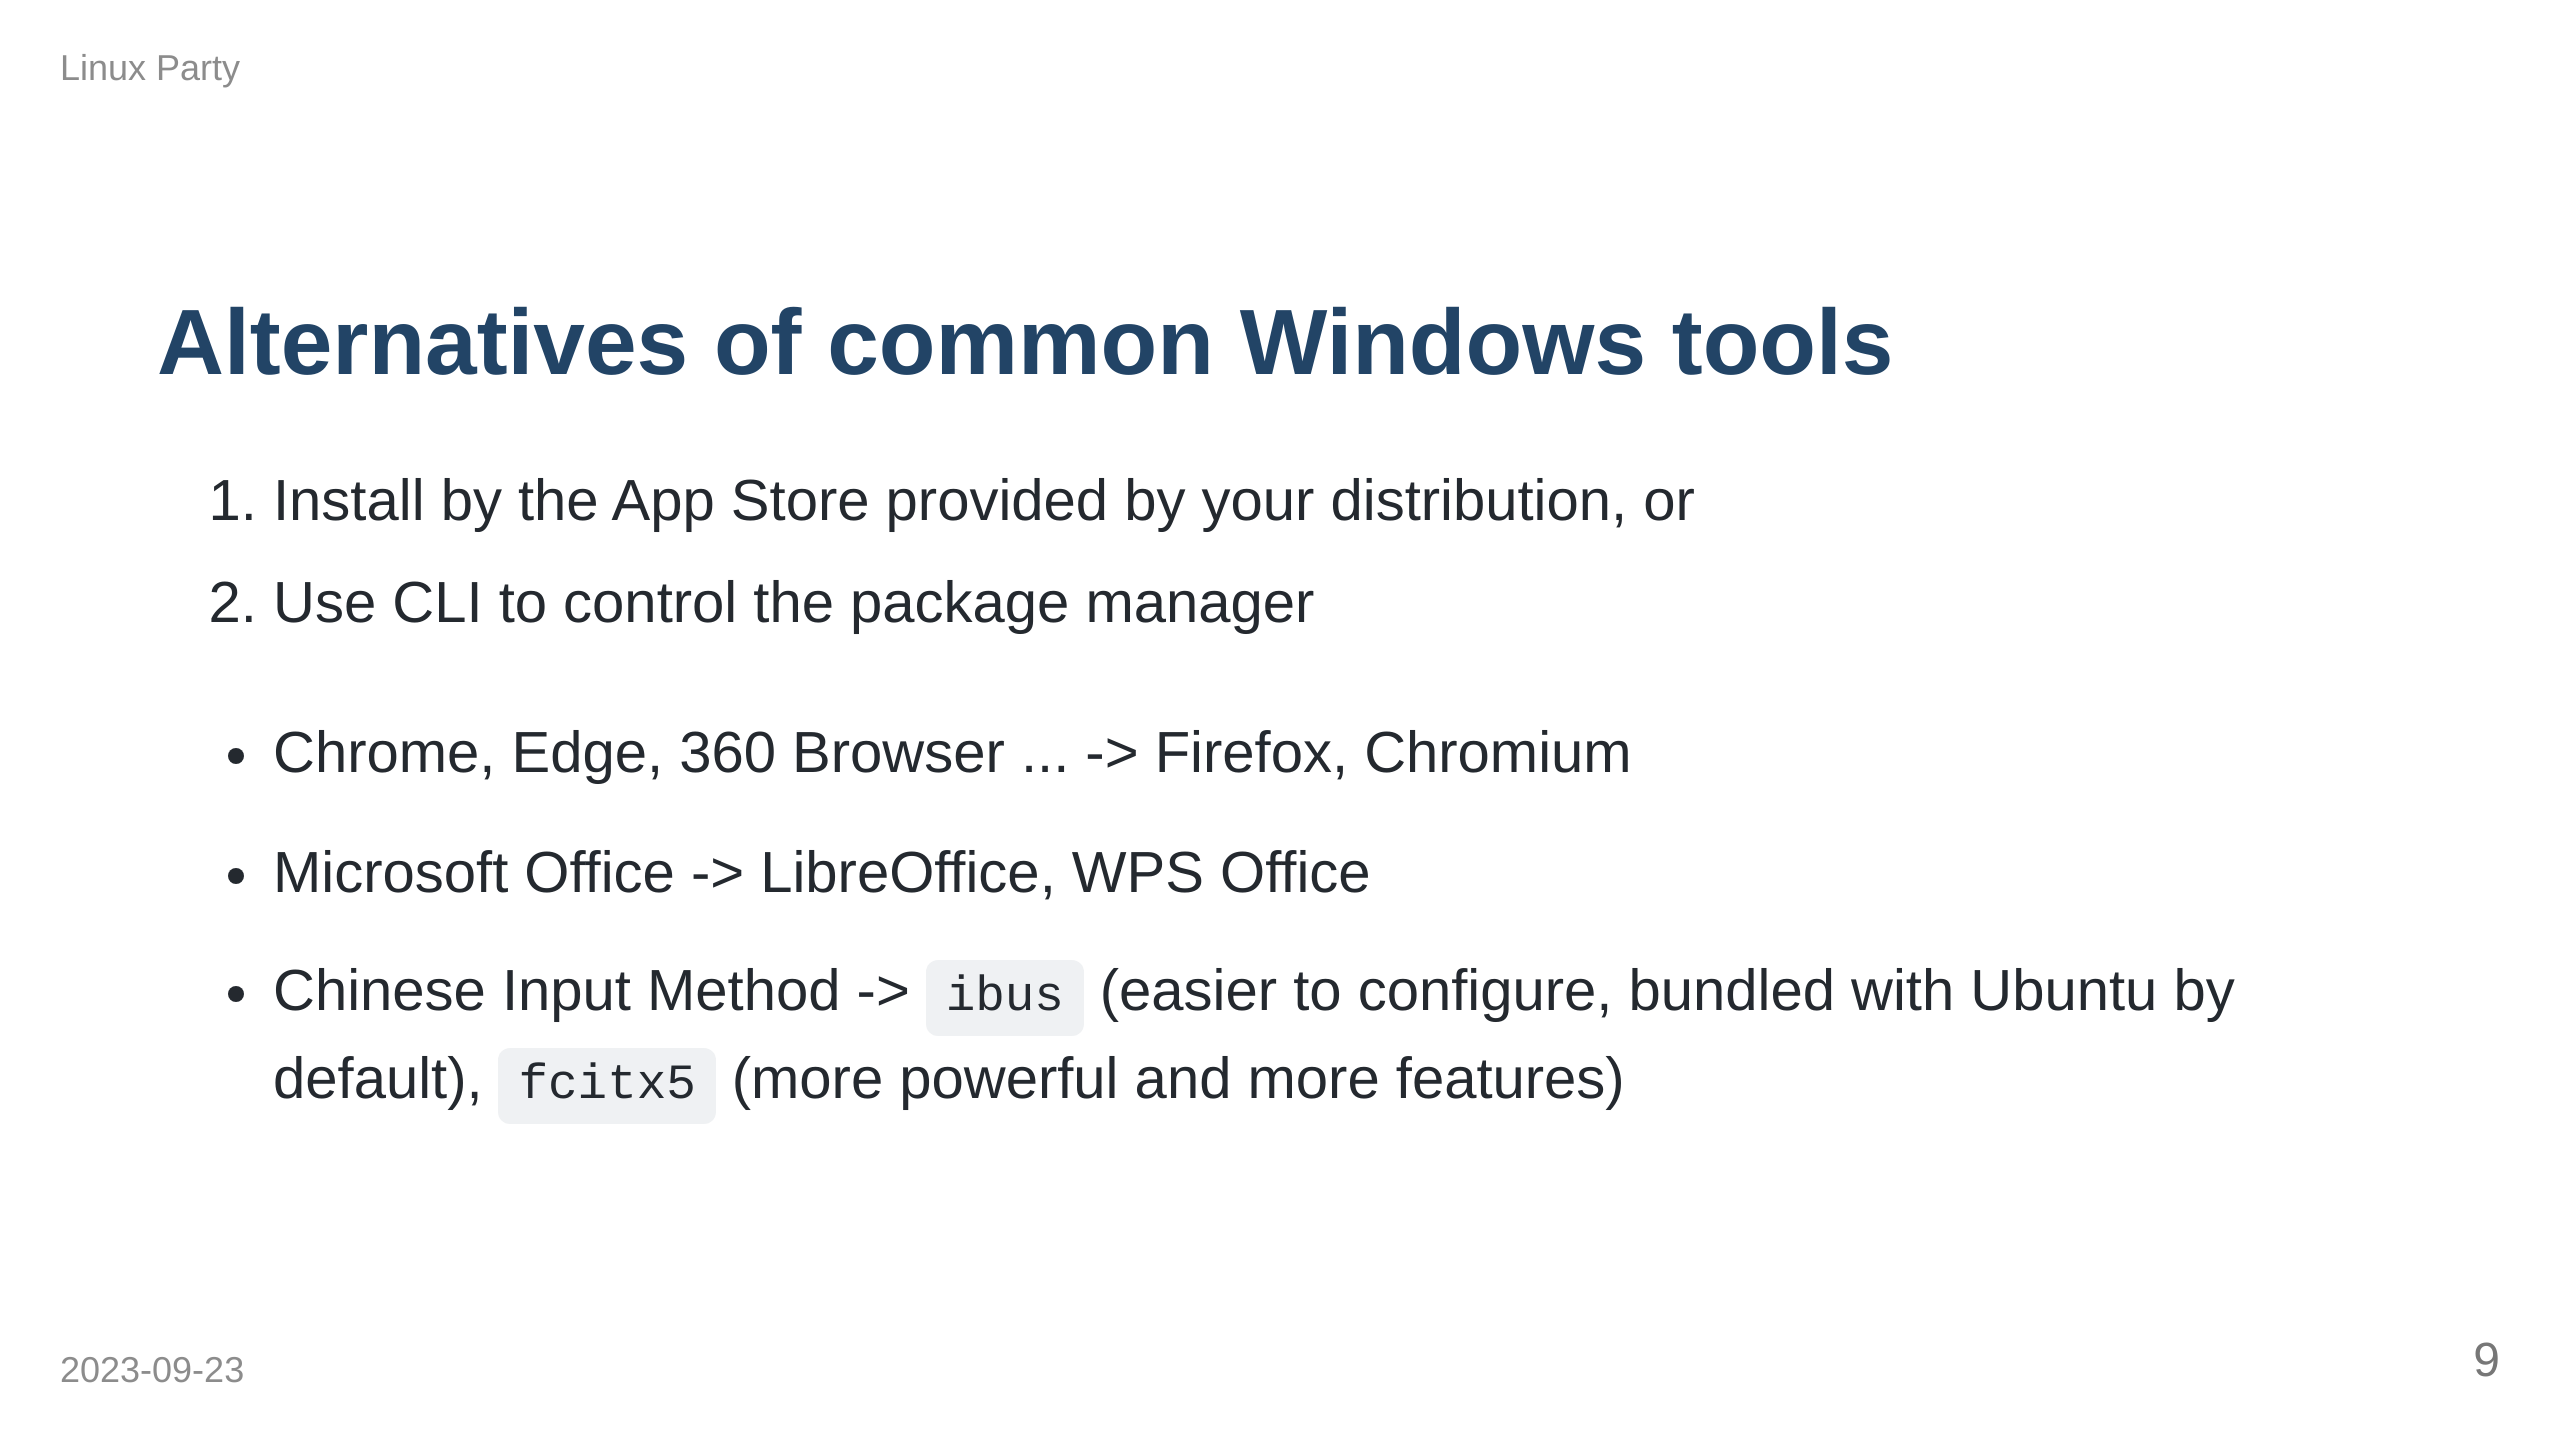 Linux Party
Alternatives of common Windows tools
1. Install by the App Store provided by your distribution, or
2. Use CLI to control the package manager
• Chrome, Edge, 360 Browser ... -> Firefox, Chromium
• Microsoft Office -> LibreOffice, WPS Office
• Chinese Input Method -> ibus (easier to configure, bundled with Ubuntu by
default), fcitx5 (more powerful and more features)
2023-09-23
9